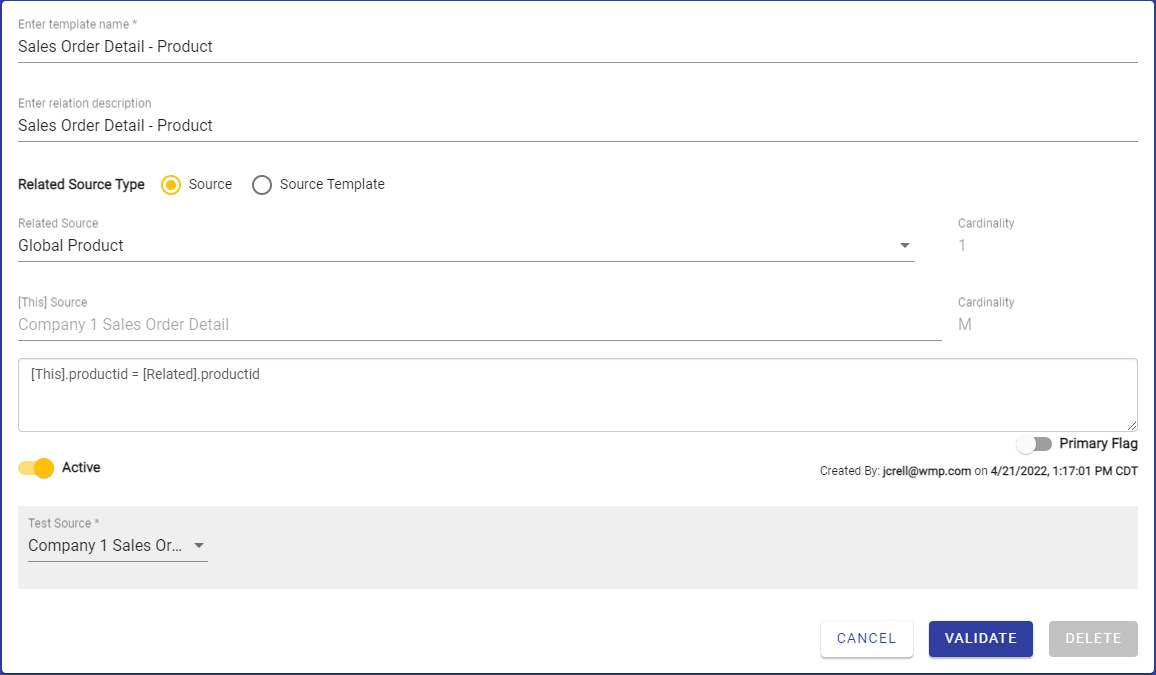 Enter template name *
Sales Order Detail - Product
Enter relation description
Sales Order Detail - Product
Related Source Type Source Source Template
Related Source Cardinality
Global Product 1
[This] Source Cardinality
Company 1 Sales Order Detail M
[This].productid = [Related].productid
Primary Flag
Active
Created By: jcrell@wmp.com on 4/21/2022, 1:17:01 PM CDT
Test Source *
Company 1 Sales Or...
CANCEL VALIDATE DELETE